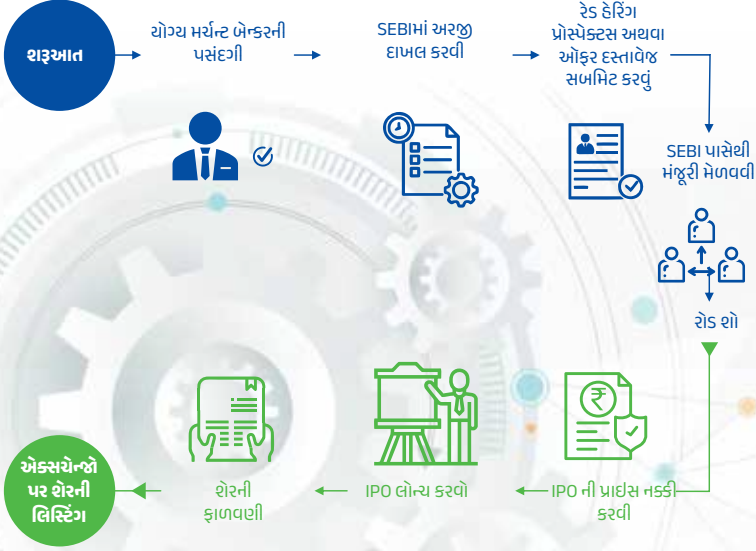 શરૂઆત
યોગ્ય મર્ચન્ટ બેન્કરની
પસંદગી
SEBIમાં અરજી
દાખલ કરવી
રેડ હેરિંગ
પ્રોસ્પેક્ટસ અથવા
ઑફર દસ્તાવેજ
સબમિટ કરવું
SEBI પાસેથી
મંજૂરી મેળવવી
રોડ શો
IPO ની પ્રાઇસ નક્કી
કરવી
IPO લૉન્ચ કરવો
શેરની
ફાળવણી
એક્સચેન્જો
પર શેરની
લિસ્ટિંગ